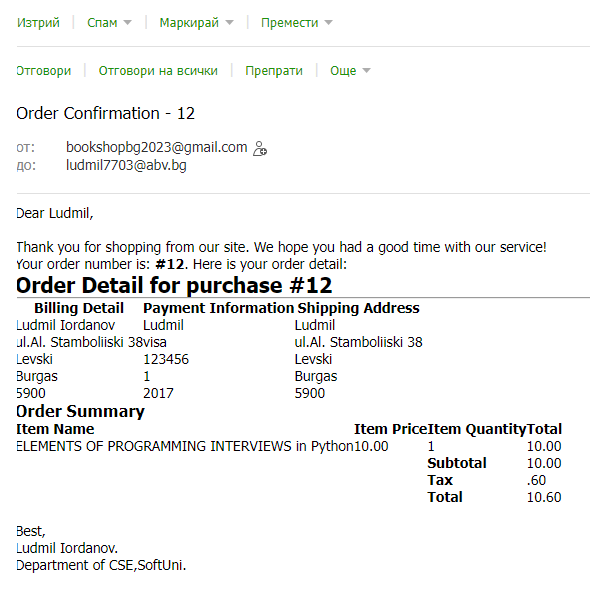 Изтрий Спам Маркирай Премести
Отговори Отговори на всички Препрати Още
Order Confirmation - 12
от: bookshopbg2023@gmail.com
до: ludmil7703@abv.bg
Dear Ludmil,
Thank you for shopping from our site. We hope you had a good time with our service!
Your order number is: #12. Here is your order detail:
Order Detail for purchase #12
Billing Detail Payment Information Shipping Address
Ludmil Iordanov Ludmil Ludmil
ul.Al. Stamboliiski 38 visa ul.Al. Stamboliiski 38
Levski 123456 Levski
Burgas 1 Burgas
5900 2017 5900
Order Summary
Item Name Item Price Item Quantity Total
ELEMENTS OF PROGRAMMING INTERVIEWS in Python 10.00 1 10.00
Subtotal 10.00
Tax .60
Total 10.60
Best,
Ludmil Iordanov.
Department of CSE,SoftUni.